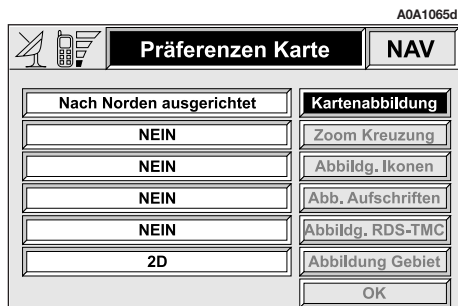 A0A1065d
Präferenzen Karte NAV
Nach Norden ausgerichtet Kartenabbildung
NEIN Zoom Kreuzung
NEIN Abbildg. Ikonen
NEIN Abb. Aufschriften
NEIN Abbildg. RDS-TMC
2D Abbildung Gebiet
OK